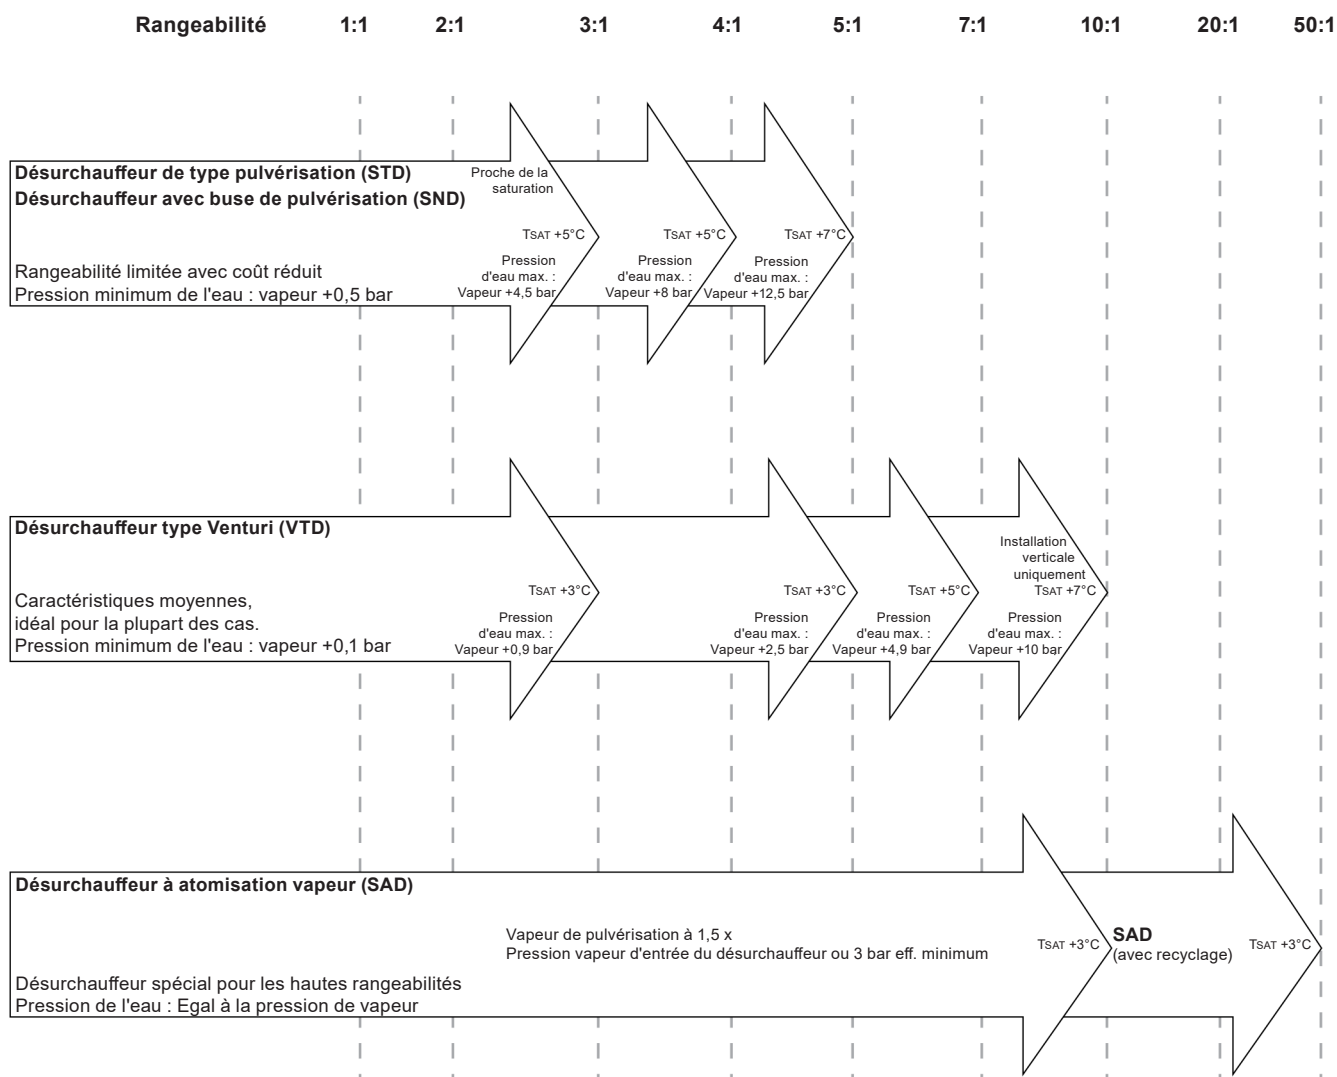 Rangeabilité 1:1 2:1 3:1 4:1 5:1 7:1 10:1 20:1 50:1
Désurchauffeur de type pulvérisation (STD)
Désurchauffeur avec buse de pulvérisation (SND)
Rangeabilité limitée avec coût réduit
Pression minimum de l'eau : vapeur +0,5 bar
Proche de la
saturation
TSAT +5°C
Pression
d'eau max. :
Vapeur +4,5 bar
TSAT +5°C
Pression
d'eau max. :
Vapeur +8 bar
TSAT +7°C
Pression
d'eau max. :
Vapeur +12,5 bar
Désurchauffeur type Venturi (VTD)
Caractéristiques moyennes,
idéal pour la plupart des cas.
Pression minimum de l'eau : vapeur +0,1 bar
TSAT +3°C
Pression
d'eau max. :
Vapeur +0,9 bar
TSAT +3°C
Pression
d'eau max. :
Vapeur +2,5 bar
TSAT +5°C
Pression
d'eau max. :
Vapeur +4,9 bar
Installation
verticale
uniquement
TSAT +7°C
Pression
d'eau max. :
Vapeur +10 bar
Désurchauffeur à atomisation vapeur (SAD)
Vapeur de pulvérisation à 1,5 x
Pression vapeur d'entrée du désurchauffeur ou 3 bar eff. minimum
Désurchauffeur spécial pour les hautes rangeabilités
Pression de l'eau : Egal à la pression de vapeur
TSAT +3°C
SAD
(avec recyclage)
TSAT +3°C